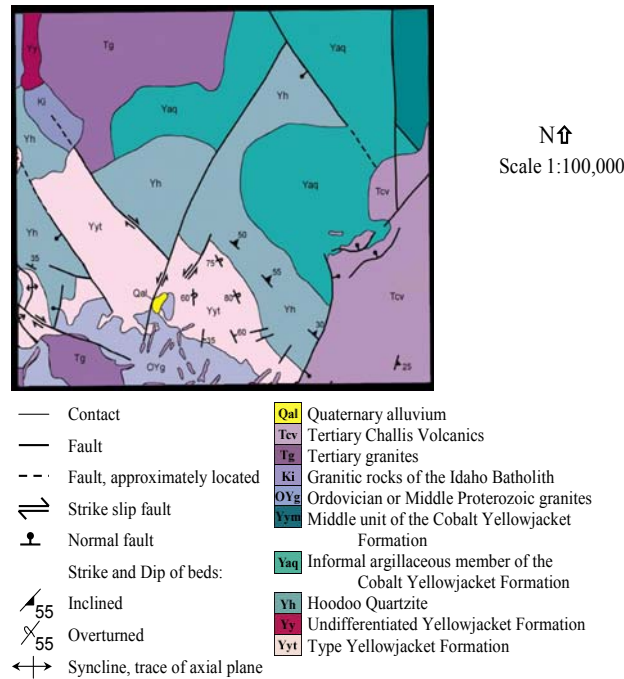 Yy
Tg
Ki
Yaq
Yh
Yaq
Yh
Yh
Yaq
Tcv
Yyt
50
Yh
35
75
55
Qal
60
80
Yyt
Yh
Tcv
35
60
30
OYg
Tg
25
N⇧
Scale 1:100,000
Contact
Fault
Fault, approximately located
Strike slip fault
Normal fault
Strike and Dip of beds:
55 Inclined
55 Overturned
Syncline, trace of axial plane
Qal Quaternary alluvium
Tcv Tertiary Challis Volcanics
Tg Tertiary granites
Ki Granitic rocks of the Idaho Batholith
OYg Ordovician or Middle Proterozoic granites
Yym Middle unit of the Cobalt Yellowjacket
Formation
Yaq Informal argillaceous member of the
Cobalt Yellowjacket Formation
Yh Hoodoo Quartzite
Yy Undifferentiated Yellowjacket Formation
Yyt Type Yellowjacket Formation